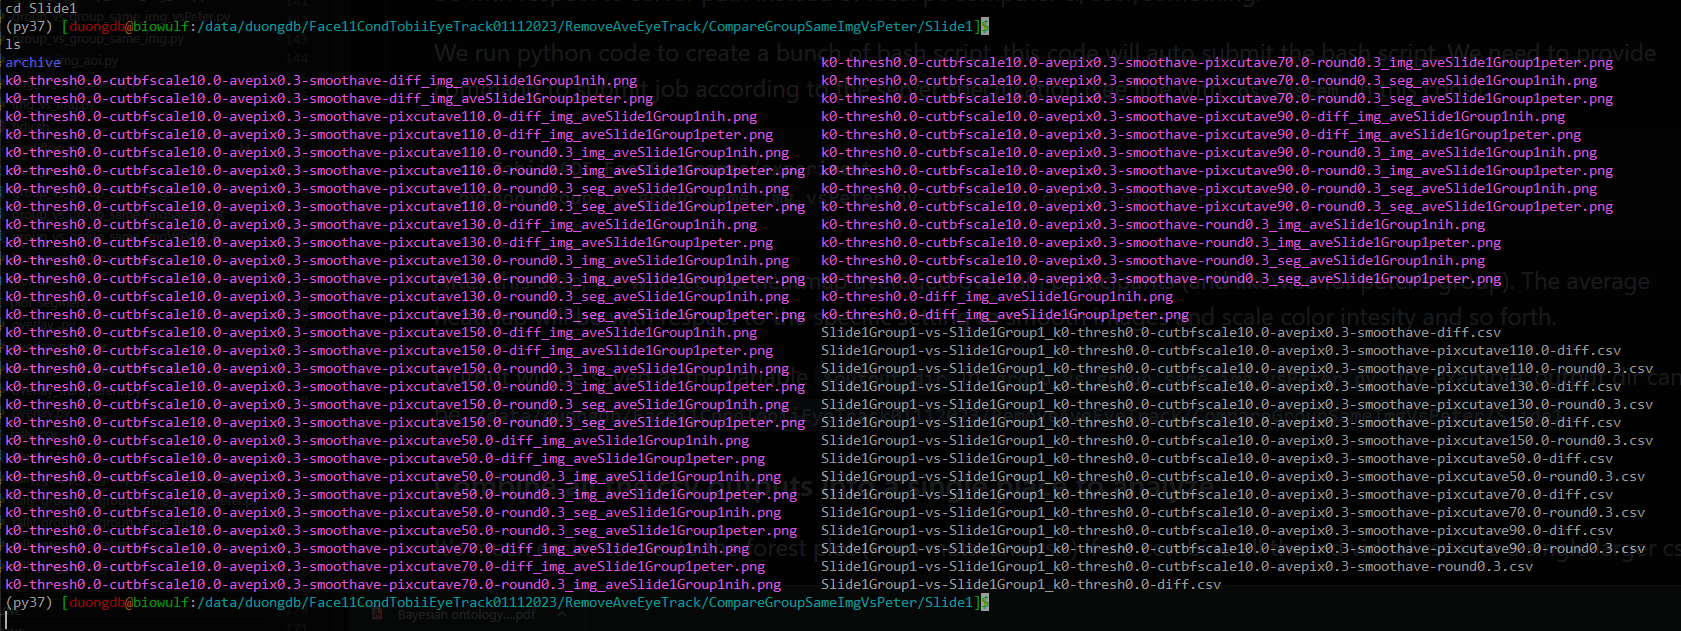 cd Slide1
(py37) [duongdb@biowulf:/data/duongdb/Face11CondTobiiEyeTrack01112023/RemoveAveEyeTrack/CompareGroupSameImgVsPeter/Slide1]$
ls
We run python code to create a bunch of bash script, this code will auto submit the bash script. We need to provide
archive k0-thresh0.0-cutbfscale10.0-avepix0.3-smoothave-pixcutave70.0-round0.3_img_aveSlide1Group1peter.png
k0-thresh0.0-cutbfscale10.0-avepix0.3-smoothave-diff_img_aveSlide1Group1nih.png k0-thresh0.0-cutbfscale10.0-avepix0.3-smoothave-pixcutave70.0-round0.3_seg_aveSlide1Group1nih.png
k0-thresh0.0-cutbfscale10.0-avepix0.3-smoothave-diff_img_aveSlide1Group1peter.png k0-thresh0.0-cutbfscale10.0-avepix0.3-smoothave-pixcutave70.0-round0.3_seg_aveSlide1Group1peter.png
k0-thresh0.0-cutbfscale10.0-avepix0.3-smoothave-pixcutave110.0-diff_img_aveSlide1Group1nih.png k0-thresh0.0-cutbfscale10.0-avepix0.3-smoothave-pixcutave90.0-diff_img_aveSlide1Group1nih.png
k0-thresh0.0-cutbfscale10.0-avepix0.3-smoothave-pixcutave110.0-diff_img_aveSlide1Group1peter.png k0-thresh0.0-cutbfscale10.0-avepix0.3-smoothave-pixcutave90.0-diff_img_aveSlide1Group1peter.png
k0-thresh0.0-cutbfscale10.0-avepix0.3-smoothave-pixcutave110.0-round0.3_img_aveSlide1Group1nih.png k0-thresh0.0-cutbfscale10.0-avepix0.3-smoothave-pixcutave90.0-round0.3_img_aveSlide1Group1nih.png
k0-thresh0.0-cutbfscale10.0-avepix0.3-smoothave-pixcutave110.0-round0.3_img_aveSlide1Group1peter.png k0-thresh0.0-cutbfscale10.0-avepix0.3-smoothave-pixcutave90.0-round0.3_img_aveSlide1Group1peter.png
k0-thresh0.0-cutbfscale10.0-avepix0.3-smoothave-pixcutave110.0-round0.3_seg_aveSlide1Group1nih.png k0-thresh0.0-cutbfscale10.0-avepix0.3-smoothave-pixcutave90.0-round0.3_seg_aveSlide1Group1nih.png
k0-thresh0.0-cutbfscale10.0-avepix0.3-smoothave-pixcutave110.0-round0.3_seg_aveSlide1Group1peter.png k0-thresh0.0-cutbfscale10.0-avepix0.3-smoothave-pixcutave90.0-round0.3_seg_aveSlide1Group1peter.png
k0-thresh0.0-cutbfscale10.0-avepix0.3-smoothave-pixcutave130.0-diff_img_aveSlide1Group1nih.png k0-thresh0.0-cutbfscale10.0-avepix0.3-smoothave-round0.3_img_aveSlide1Group1nih.png
k0-thresh0.0-cutbfscale10.0-avepix0.3-smoothave-pixcutave130.0-diff_img_aveSlide1Group1peter.png k0-thresh0.0-cutbfscale10.0-avepix0.3-smoothave-round0.3_img_aveSlide1Group1peter.png
k0-thresh0.0-cutbfscale10.0-avepix0.3-smoothave-pixcutave130.0-round0.3_img_aveSlide1Group1nih.png k0-thresh0.0-cutbfscale10.0-avepix0.3-smoothave-round0.3_seg_aveSlide1Group1nih.png
k0-thresh0.0-cutbfscale10.0-avepix0.3-smoothave-pixcutave130.0-round0.3_img_aveSlide1Group1peter.png k0-thresh0.0-cutbfscale10.0-avepix0.3-smoothave-round0.3_seg_aveSlide1Group1peter.png
k0-thresh0.0-cutbfscale10.0-avepix0.3-smoothave-pixcutave130.0-round0.3_seg_aveSlide1Group1nih.png k0-thresh0.0-diff_img_aveSlide1Group1nih.png
k0-thresh0.0-cutbfscale10.0-avepix0.3-smoothave-pixcutave130.0-round0.3_seg_aveSlide1Group1peter.png k0-thresh0.0-diff_img_aveSlide1Group1peter.png
k0-thresh0.0-cutbfscale10.0-avepix0.3-smoothave-pixcutave150.0-diff_img_aveSlide1Group1nih.png Slide1Group1-vs-Slide1Group1_k0-thresh0.0-cutbfscale10.0-avepix0.3-smoothave-diff.csv
k0-thresh0.0-cutbfscale10.0-avepix0.3-smoothave-pixcutave150.0-diff_img_aveSlide1Group1peter.png Slide1Group1-vs-Slide1Group1_k0-thresh0.0-cutbfscale10.0-avepix0.3-smoothave-pixcutave110.0-diff.csv
k0-thresh0.0-cutbfscale10.0-avepix0.3-smoothave-pixcutave150.0-round0.3_img_aveSlide1Group1nih.png Slide1Group1-vs-Slide1Group1_k0-thresh0.0-cutbfscale10.0-avepix0.3-smoothave-pixcutave110.0-round0.3.csv
k0-thresh0.0-cutbfscale10.0-avepix0.3-smoothave-pixcutave150.0-round0.3_img_aveSlide1Group1peter.png Slide1Group1-vs-Slide1Group1_k0-thresh0.0-cutbfscale10.0-avepix0.3-smoothave-pixcutave130.0-diff.csv
k0-thresh0.0-cutbfscale10.0-avepix0.3-smoothave-pixcutave150.0-round0.3_seg_aveSlide1Group1nih.png Slide1Group1-vs-Slide1Group1_k0-thresh0.0-cutbfscale10.0-avepix0.3-smoothave-pixcutave130.0-round0.3.csv
k0-thresh0.0-cutbfscale10.0-avepix0.3-smoothave-pixcutave150.0-round0.3_seg_aveSlide1Group1peter.png Slide1Group1-vs-Slide1Group1_k0-thresh0.0-cutbfscale10.0-avepix0.3-smoothave-pixcutave150.0-diff.csv
k0-thresh0.0-cutbfscale10.0-avepix0.3-smoothave-pixcutave50.0-diff_img_aveSlide1Group1nih.png Slide1Group1-vs-Slide1Group1_k0-thresh0.0-cutbfscale10.0-avepix0.3-smoothave-pixcutave150.0-round0.3.csv
k0-thresh0.0-cutbfscale10.0-avepix0.3-smoothave-pixcutave50.0-diff_img_aveSlide1Group1peter.png Slide1Group1-vs-Slide1Group1_k0-thresh0.0-cutbfscale10.0-avepix0.3-smoothave-pixcutave50.0-diff.csv
k0-thresh0.0-cutbfscale10.0-avepix0.3-smoothave-pixcutave50.0-round0.3_img_aveSlide1Group1nih.png Slide1Group1-vs-Slide1Group1_k0-thresh0.0-cutbfscale10.0-avepix0.3-smoothave-pixcutave50.0-round0.3.csv
k0-thresh0.0-cutbfscale10.0-avepix0.3-smoothave-pixcutave50.0-round0.3_img_aveSlide1Group1peter.png Slide1Group1-vs-Slide1Group1_k0-thresh0.0-cutbfscale10.0-avepix0.3-smoothave-pixcutave70.0-diff.csv
k0-thresh0.0-cutbfscale10.0-avepix0.3-smoothave-pixcutave50.0-round0.3_seg_aveSlide1Group1nih.png Slide1Group1-vs-Slide1Group1_k0-thresh0.0-cutbfscale10.0-avepix0.3-smoothave-pixcutave70.0-round0.3.csv
k0-thresh0.0-cutbfscale10.0-avepix0.3-smoothave-pixcutave50.0-round0.3_seg_aveSlide1Group1peter.png Slide1Group1-vs-Slide1Group1_k0-thresh0.0-cutbfscale10.0-avepix0.3-smoothave-pixcutave90.0-diff.csv
k0-thresh0.0-cutbfscale10.0-avepix0.3-smoothave-pixcutave70.0-diff_img_aveSlide1Group1nih.png Slide1Group1-vs-Slide1Group1_k0-thresh0.0-cutbfscale10.0-avepix0.3-smoothave-pixcutave90.0-round0.3.csv
k0-thresh0.0-cutbfscale10.0-avepix0.3-smoothave-pixcutave70.0-diff_img_aveSlide1Group1peter.png Slide1Group1-vs-Slide1Group1_k0-thresh0.0-cutbfscale10.0-avepix0.3-smoothave-round0.3.csv
k0-thresh0.0-cutbfscale10.0-avepix0.3-smoothave-pixcutave70.0-round0.3_img_aveSlide1Group1nih.png Slide1Group1-vs-Slide1Group1_k0-thresh0.0-diff.csv
(py37) [duongdb@biowulf:/data/duongdb/Face11CondTobiiEyeTrack01112023/RemoveAveEyeTrack/CompareGroupSameImgVsPeter/Slide1]$
Bayesian ontology....pdf